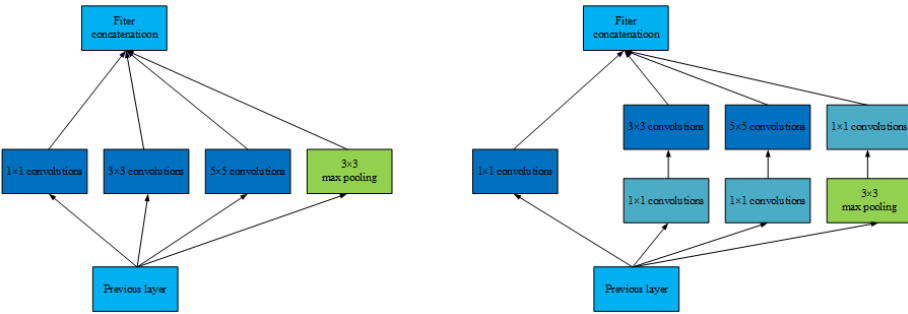 Fiter
concatenatioon
1×1 convolutions
3×3 convolutions
5×5 convolutions
3×3
max pooling
Previous layer
Fiter
concatenatioon
3×3 convolutions
5×5 convolutions
1×1 convolutions
1×1 convolutions
1×1 convolutions
1×1 convolutions
3×3
max pooling
Previous layer